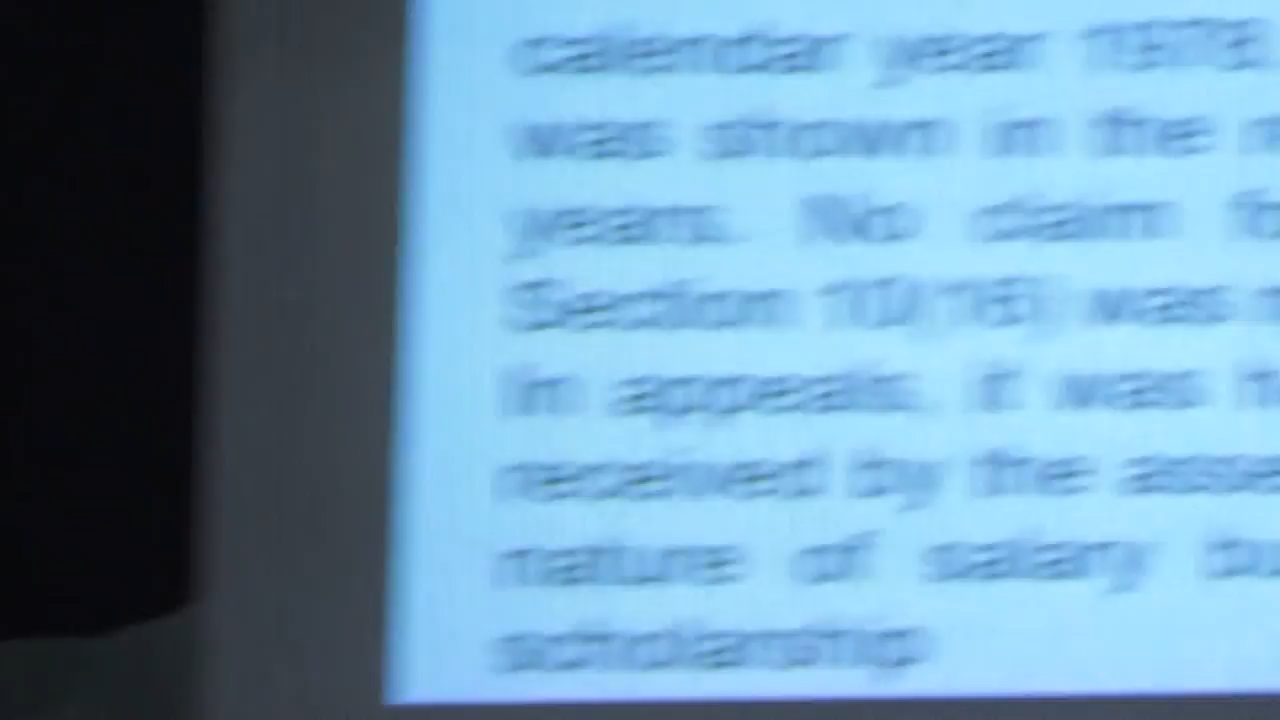 calendar year
was shown in the
years. No claim
Section 10(16) was
In appeals, it was
received by the
nature of salary
scholarship